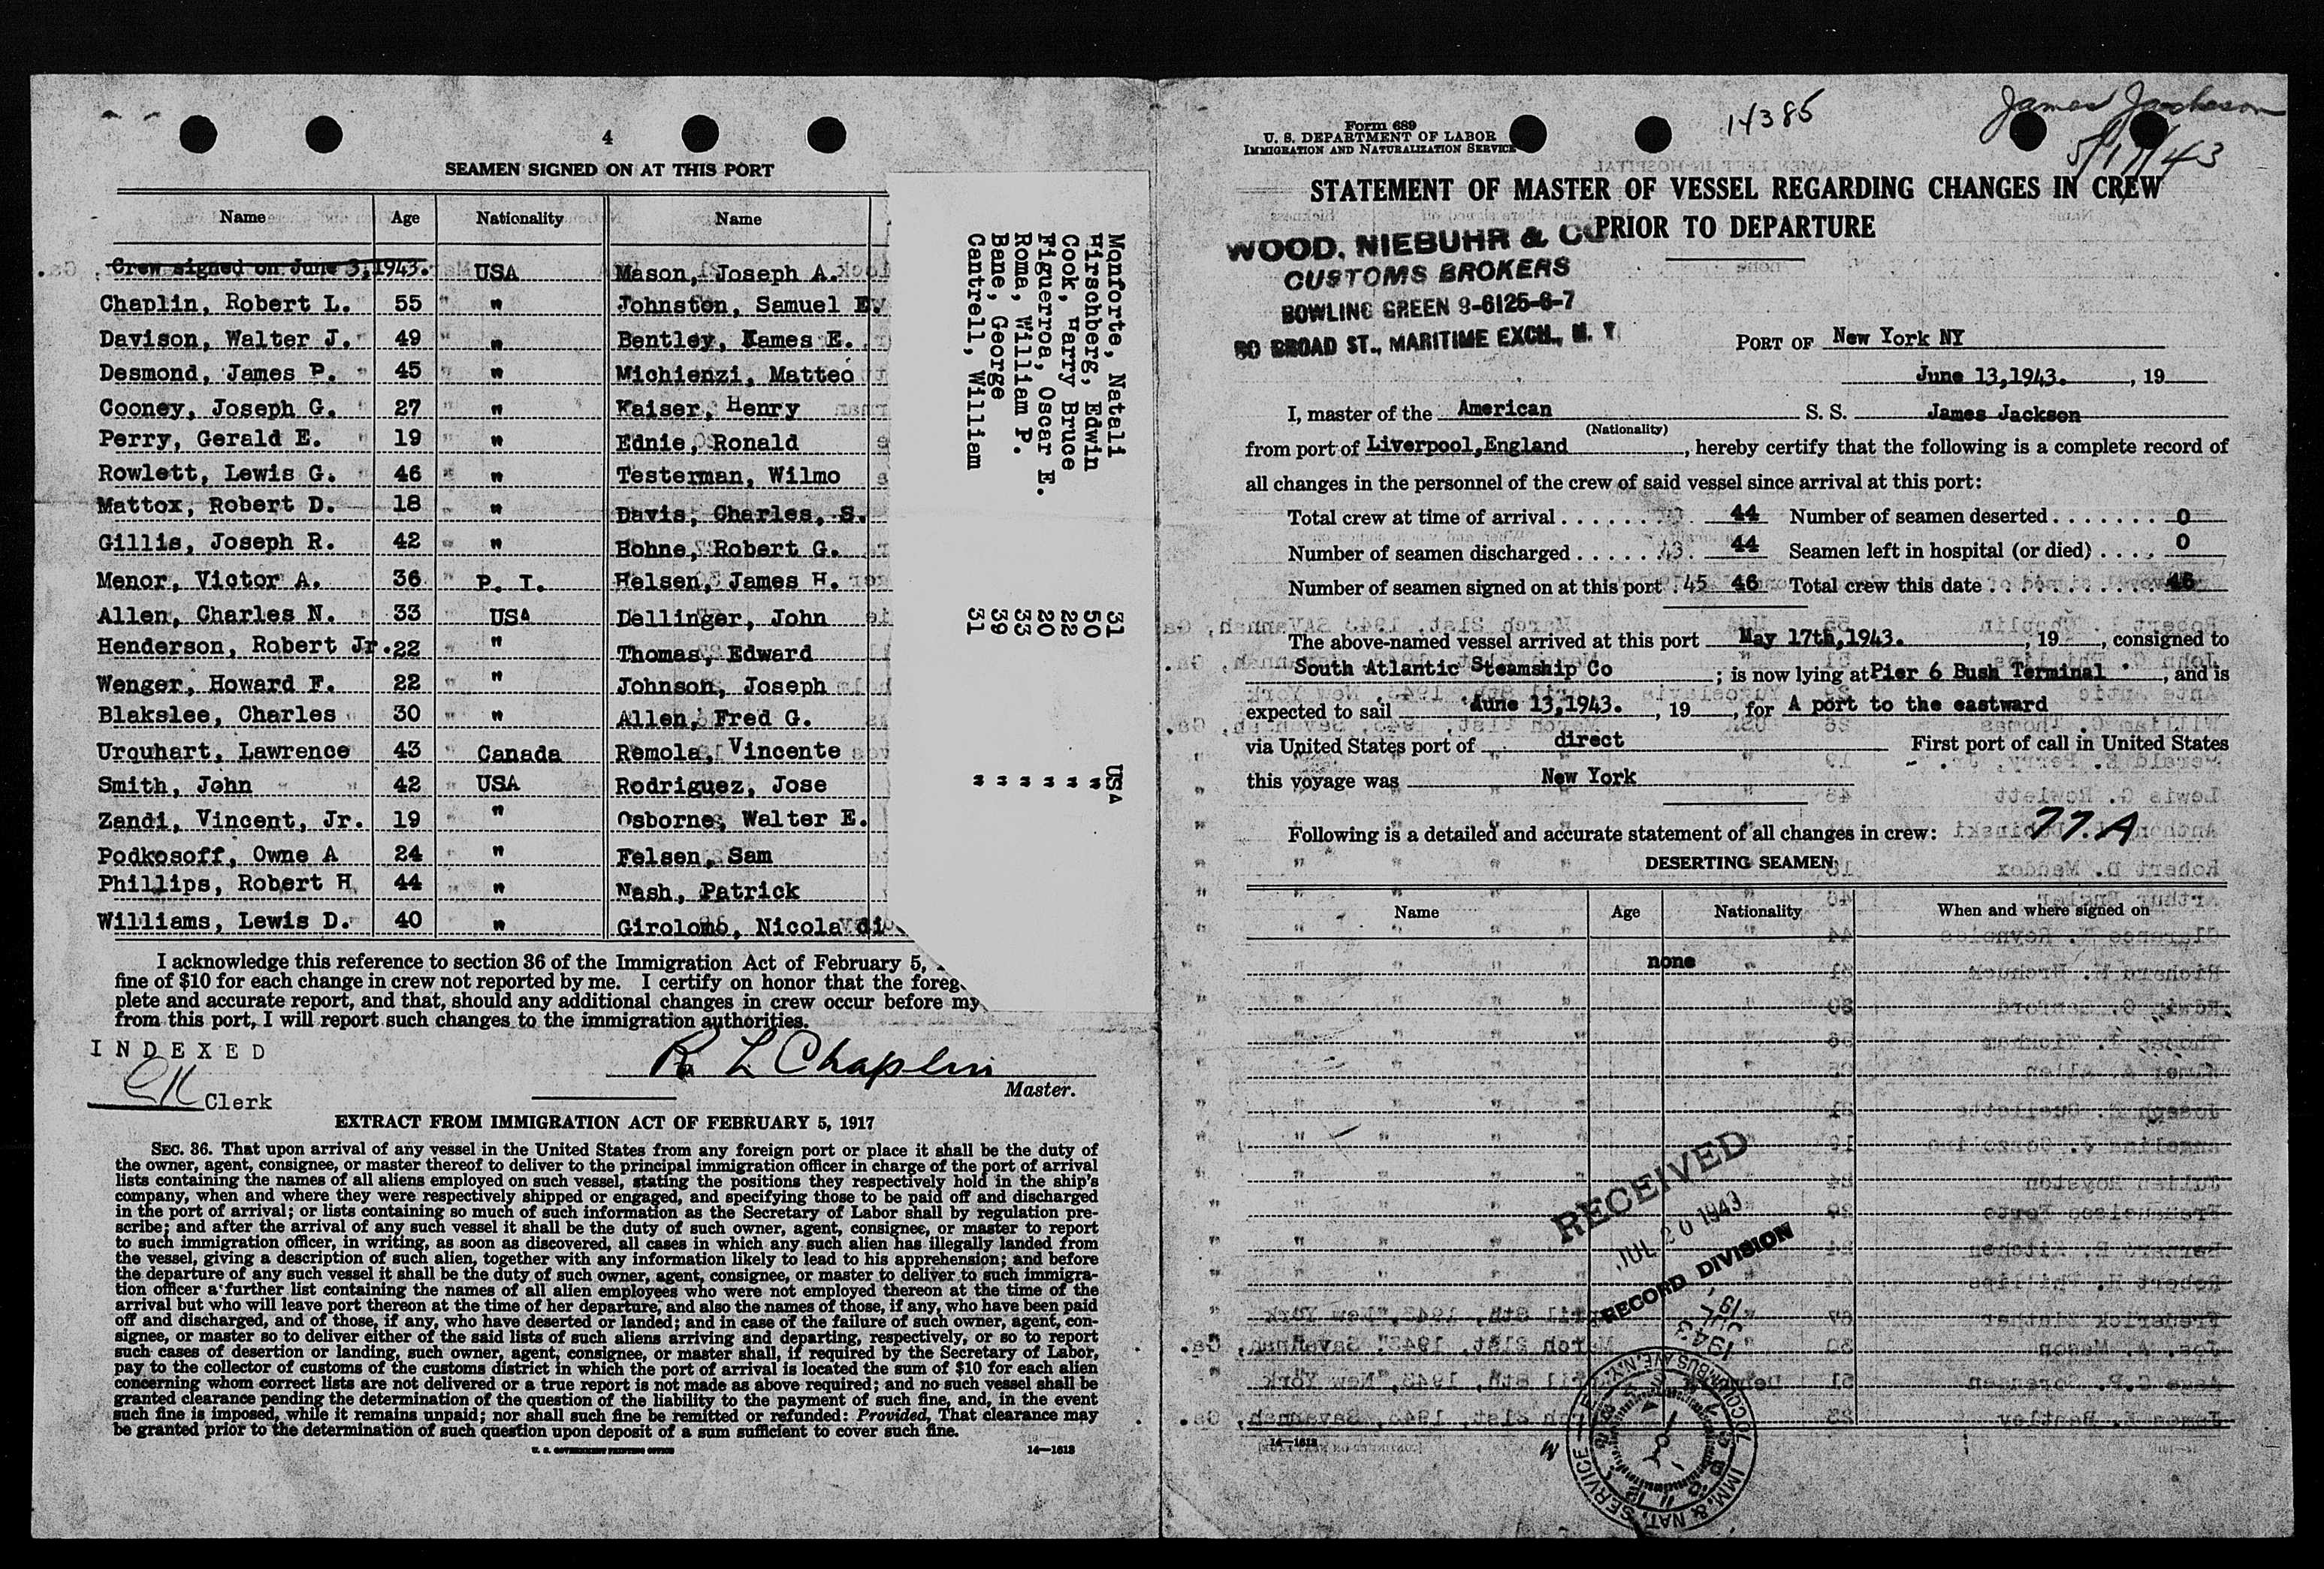 4
SEAMEN SIGNED ON AT THIS PORT
Name Age Nationality Name
Crew signed on June 3,1943. USA Mason, Joseph A.
Chaplin, Robert L. 55 " Johnston, Samuel E.
Davison, Walter J. 49 " Bentley, James E.
Desmond, James P. 45 " Michienzi, Matteo
Cooney, Joseph G. 27 " Kaiser, Henry
Perry, Gerald E. 19 " Ednie, Ronald
Rowlett, Lewis G. 46 " Testerman, Wilmo
Mattox, Robert D. 18 " Davis, Charles, S.
Gillis, Joseph R. 42 " Bohne, Robert G.
Menor, Victor A. 36 P. I. Helsen, James H.
Allen, Charles N. 33 USA Dellinger, John
Henderson, Robert Jr. 22 " Thomas, Edward
Wenger, Howard F. 22 " Johnson, Joseph
Blakslee, Charles 30 " Allen, Fred G.
Urquhart, Lawrence 43 Canada Remola, Vincente
Smith, John 42 USA Rodriguez, Jose
Zandi, Vincent, Jr. 19 " Osborne, Walter E.
Podkosoff, Owne A 24 " Felsen, Sam
Phillips, Robert H 44 " Nash, Patrick
Williams, Lewis D. 40 " Girolomo, Nicola di
Monforte, Natali 31 USA
Hirschberg, Edwin 50 "
Cook, Harry Bruce 22 "
Figuerroa, Oscar E. 20 "
Roma, William P. 33 "
Bane, George 39 "
Cantrell, William 31 "
I acknowledge this reference to section 36 of the Immigration Act of February 5,
fine of $10 for each change in crew not reported by me. I certify on honor that the foreg
plete and accurate report, and that, should any additional changes in crew occur before my
from this port, I will report such changes to the immigration authorities.
INDEXED
R L Chaplin
Master.
Clerk
EXTRACT FROM IMMIGRATION ACT OF FEBRUARY 5, 1917
SEC. 36. That upon arrival of any vessel in the United States from any foreign port or place it shall be the duty of
the owner, agent, consignee, or master thereof to deliver to the principal immigration officer in charge of the port of arrival
lists containing the names of all aliens employed on such vessel, stating the positions they respectively hold in the ship's
company, when and where they were respectively shipped or engaged, and specifying those to be paid off and discharged
in the port of arrival; or lists containing so much of such information as the Secretary of Labor shall by regulation pre-
scribe; and after the arrival of any such vessel it shall be the duty of such owner, agent, consignee, or master to report
to such immigration officer, in writing, as soon as discovered, all cases in which any such alien has illegally landed from
the vessel, giving a description of such alien, together with any information likely to lead to his apprehension; and before
the departure of any such vessel it shall be the duty of such owner, agent, consignee, or master to deliver to such immigra-
tion officer a further list containing the names of all alien employees who were not employed thereon at the time of the
arrival but who will leave port thereon at the time of her departure, and also the names of those, if any, who have been paid
off and discharged, and of those, if any, who have deserted or landed; and in case of the failure of such owner, agent, con-
signee, or master so to deliver either of the said lists of such aliens arriving and departing, respectively, or so to report
such cases of desertion or landing, such owner, agent, consignee, or master shall, if required by the Secretary of Labor,
pay to the collector of customs of the customs district in which the port of arrival is located the sum of $10 for each alien
concerning whom correct lists are not delivered or a true report is not made as above required; and no such vessel shall be
granted clearance pending the determination of the question of the liability to the payment of such fine, and, in the event
such fine is imposed, while it remains unpaid; nor shall such fine be remitted or refunded: Provided, That clearance may
be granted prior to the determination of such question upon deposit of a sum sufficient to cover such fine.
U. S. GOVERNMENT PRINTING OFFICE 14—1613
Form 689
U. S. DEPARTMENT OF LABOR
IMMIGRATION AND NATURALIZATION SERVICE
14385
James Jackson
5/17/43
STATEMENT OF MASTER OF VESSEL REGARDING CHANGES IN CREW
PRIOR TO DEPARTURE
WOOD, NIEBUHR & CO
CUSTOMS BROKERS
BOWLING GREEN 9-6125-6-7
80 BROAD ST., MARITIME EXCH., N. Y.
PORT OF New York NY
June 13,1943. , 19
I, master of the American S. S. James Jackson
(Nationality)
from port of Liverpool,England , hereby certify that the following is a complete record of
all changes in the personnel of the crew of said vessel since arrival at this port:
Total crew at time of arrival . . . . . . . 44 Number of seamen deserted . . . . . . . 0
Number of seamen discharged . . . . . 43 44 Seamen left in hospital (or died) . . . . 0
Number of seamen signed on at this port . 45 46 Total crew this date . . . . . . . . . . . 46
The above-named vessel arrived at this port May 17th,1943. , 19 , consigned to
South Atlantic Steamship Co ; is now lying at Pier 6 Bush Terminal , and is
expected to sail June 13,1943. , 19 , for A port to the eastward
via United States port of direct First port of call in United States
this voyage was New York
Following is a detailed and accurate statement of all changes in crew: 77.A
DESERTING SEAMEN
Name Age Nationality When and where signed on
none
RECEIVED
JUL 20 1943
RECORD DIVISION
JUL 19
1943
IMM. & NAT. SERVICE
COLUMBUS AVE. N.Y.
14—1613